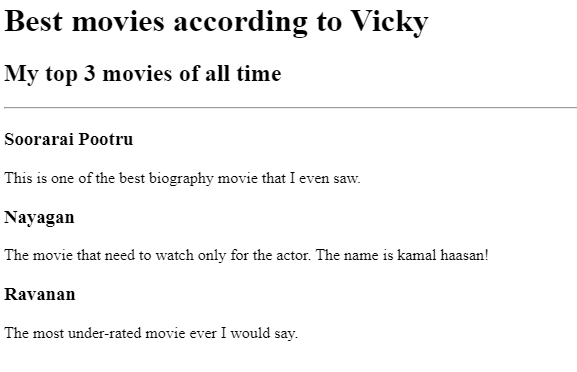 Best movies according to Vicky
My top 3 movies of all time
Soorarai Pootru
This is one of the best biography movie that I even saw.
Nayagan
The movie that need to watch only for the actor. The name is kamal haasan!
Ravanan
The most under-rated movie ever I would say.